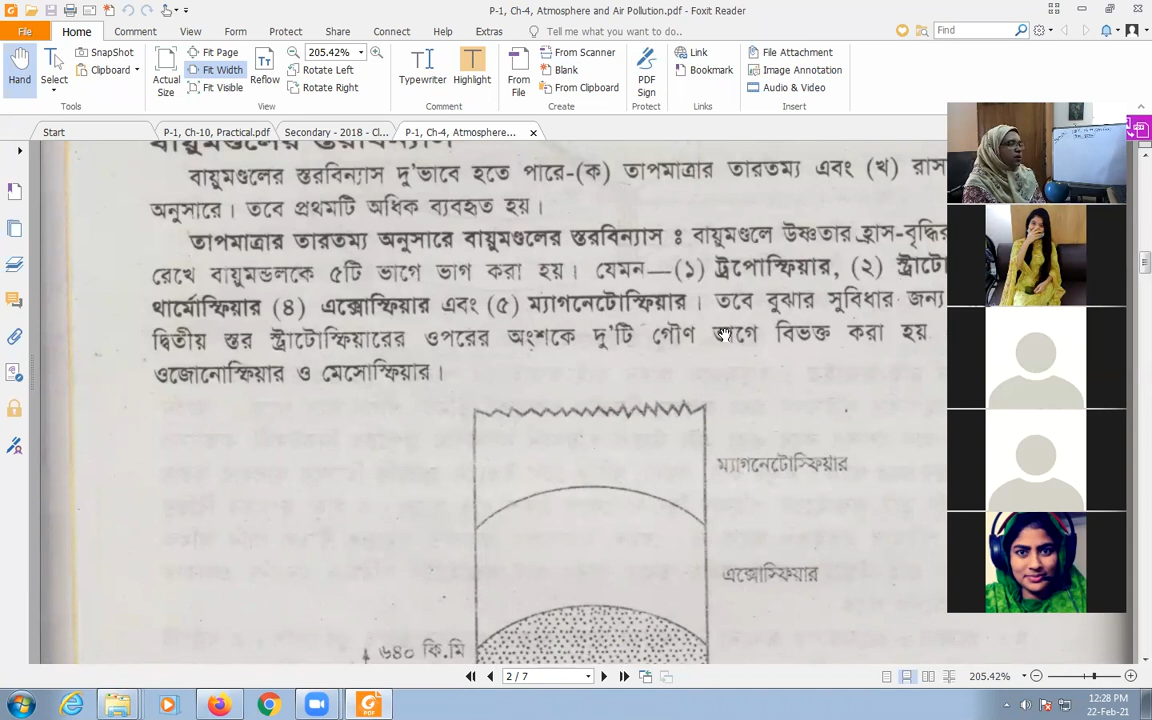 P-1, Ch-4, Atmosphere and Air Pollution.pdf - Foxit Reader
File Home Comment View Form Protect Share Connect Help Extras Tell me what you want to do... Find
Hand
Select
SnapShot
Clipboard
Actual Size
Fit Page
Fit Width
Fit Visible
Reflow
205.42%
Rotate Left
Rotate Right
Typewriter
Highlight
From File
From Scanner
Blank
From Clipboard
PDF Sign
Link
Bookmark
File Attachment
Image Annotation
Audio & Video
Tools View Comment Create Protect Links Insert
Start P-1, Ch-10, Practical.pdf Secondary - 2018 - Cl... P-1, Ch-4, Atmosphere...
বায়ুমণ্ডলের স্তরবিন্যাস
বায়ুমণ্ডলের স্তরবিন্যাস দু'ভাবে হতে পারে-(ক) তাপমাত্রার তারতম্য এবং (খ) রাস
অনুসারে। তবে প্রথমটি অধিক ব্যবহৃত হয়।
তাপমাত্রার তারতম্য অনুসারে বায়ুমণ্ডলের স্তরবিন্যাস : বায়ুমণ্ডলে উষ্ণতার হ্রাস-বৃদ্ধির
রেখে বায়ুমন্ডলকে ৫টি ভাগে ভাগ করা হয়। যেমন—(১) ট্রপোস্ফিয়ার, (২) স্ট্রাটো
থার্মোস্ফিয়ার (৪) এক্সোস্ফিয়ার এবং (৫) ম্যাগনেটোস্ফিয়ার। তবে বুঝার সুবিধার জন্য
দ্বিতীয় স্তর স্ট্রাটোস্ফিয়ারের ওপরের অংশকে দু'টি গৌণ ভাগে বিভক্ত করা হয়
ওজোনোস্ফিয়ার ও মেসোস্ফিয়ার।
ম্যাগনেটোস্ফিয়ার
এক্সোস্ফিয়ার
৬৪০ কি.মি
2 / 7
205.42%
12:28 PM
22-Feb-21